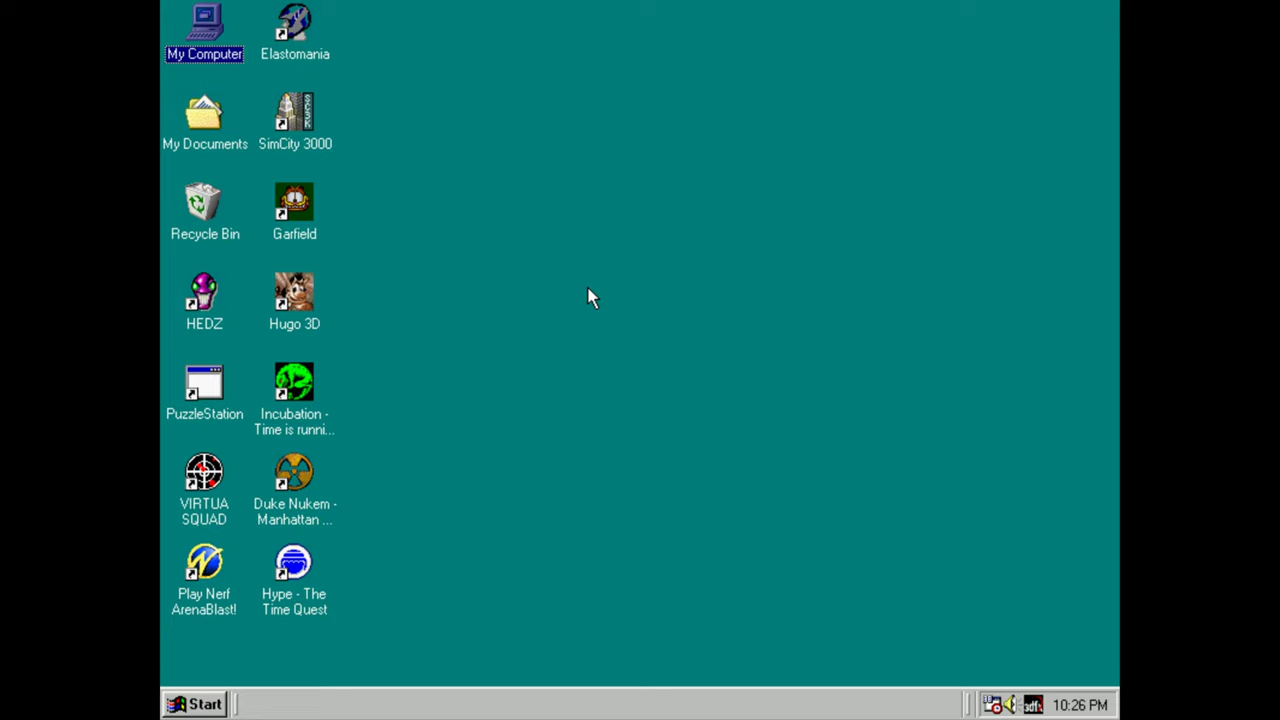 My Computer
Elastomania
My Documents
SimCity 3000
Recycle Bin
Garfield
HEDZ
Hugo 3D
PuzzleStation
Incubation -
Time is runni...
VIRTUA
SQUAD
Duke Nukem -
Manhattan ...
Play Nerf
ArenaBlast!
Hype - The
Time Quest
Start
3dfx
10:26 PM